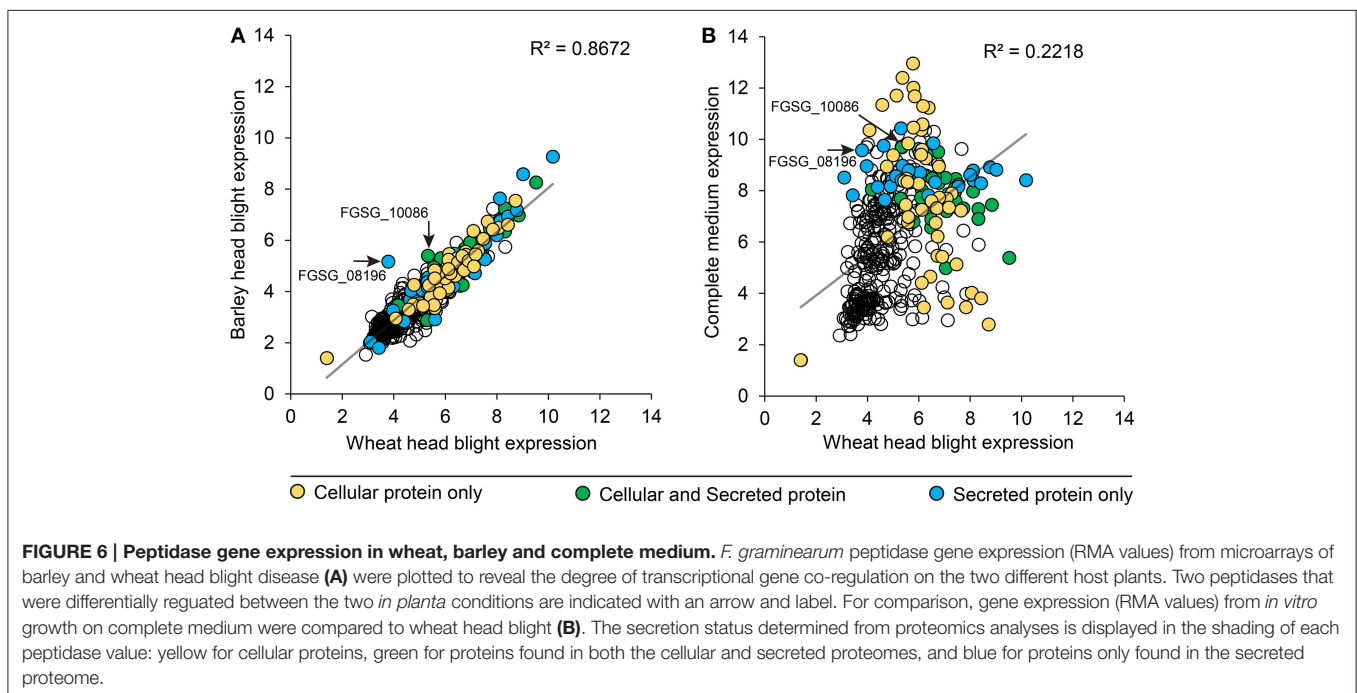 A
R² = 0.8672
14
12
10
8
6
4
2
0
Barley head blight expression
FGSG_10086
FGSG_08196
0 2 4 6 8 10 12 14
Wheat head blight expression
B
R² = 0.2218
14
12
10
8
6
4
2
0
Complete medium expression
FGSG_10086
FGSG_08196
0 2 4 6 8 10 12 14
Wheat head blight expression
Cellular protein only
Cellular and Secreted protein
Secreted protein only
FIGURE 6 | Peptidase gene expression in wheat, barley and complete medium. F. graminearum peptidase gene expression (RMA values) from microarrays of
barley and wheat head blight disease (A) were plotted to reveal the degree of transcriptional gene co-regulation on the two different host plants. Two peptidases that
were differentially reguated between the two in planta conditions are indicated with an arrow and label. For comparison, gene expression (RMA values) from in vitro
growth on complete medium were compared to wheat head blight (B). The secretion status determined from proteomics analyses is displayed in the shading of each
peptidase value: yellow for cellular proteins, green for proteins found in both the cellular and secreted proteomes, and blue for proteins only found in the secreted
proteome.